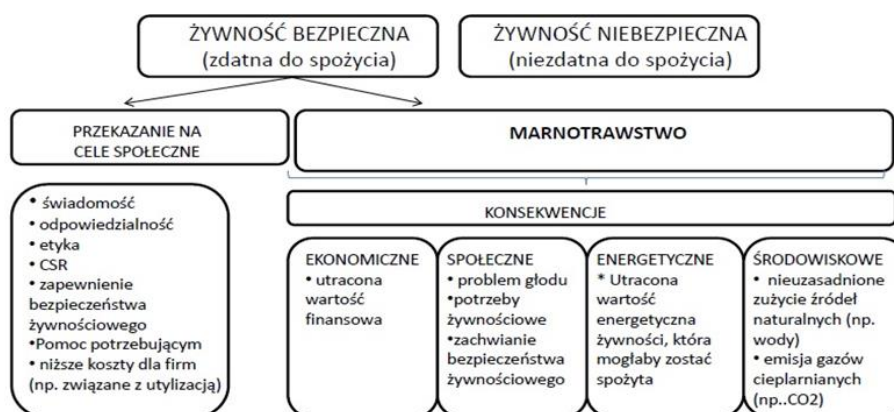 ŻYWNOŚĆ BEZPIECZNA
(zdatna do spożycia)
ŻYWNOŚĆ NIEBEZPIECZNA
(niezdatna do spożycia)
PRZEKAZANIE NA
CELE SPOŁECZNE
MARNOTRAWSTWO
• świadomość
• odpowiedzialność
• etyka
• CSR
• zapewnienie
bezpieczeństwa
żywnościowego
•Pomoc potrzebującym
• niższe koszty dla firm
(np. związane z utylizacją)
KONSEKWENCJE
EKONOMICZNE
• utracona
wartość
finansowa
SPOŁECZNE
• problem głodu
•potrzeby
żywnościowe
•zachwianie
bezpieczeństwa
żywnościowego
ENERGETYCZNE
* Utracona
wartość
energetyczna
żywności, która
mogłaby zostać
spożyta
ŚRODOWISKOWE
• nieuzasadnione
zużycie źródeł
naturalnych (np.
wody)
• emisja gazów
cieplarnianych
(np..CO2)